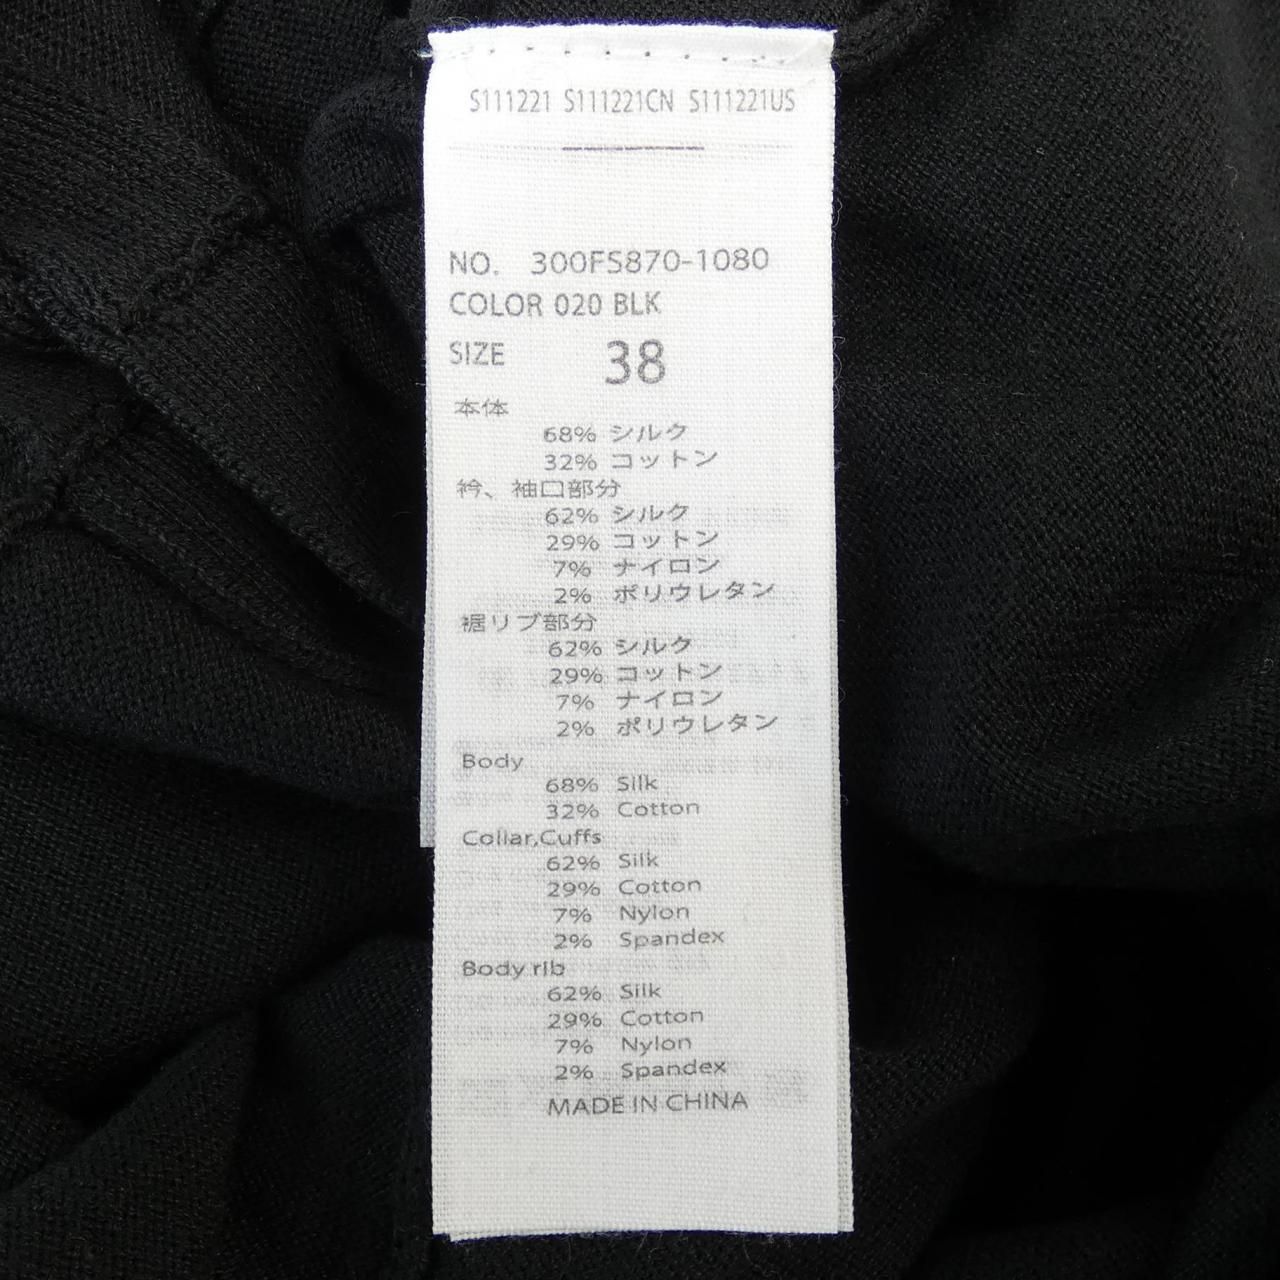 S111221 S111221CN S111221US
NO. 300FS870-1080
COLOR 020 BLK
SIZE 38
本体
68% シルク
32% コットン
衿、袖口部分
62% シルク
29% コットン
7% ナイロン
2% ポリウレタン
裾リブ部分
62% シルク
29% コットン
7% ナイロン
2% ポリウレタン
Body
68% Silk
32% Cotton
Collar,Cuffs
62% Silk
29% Cotton
7% Nylon
2% Spandex
Body rib
62% Silk
29% Cotton
7% Nylon
2% Spandex
MADE IN CHINA